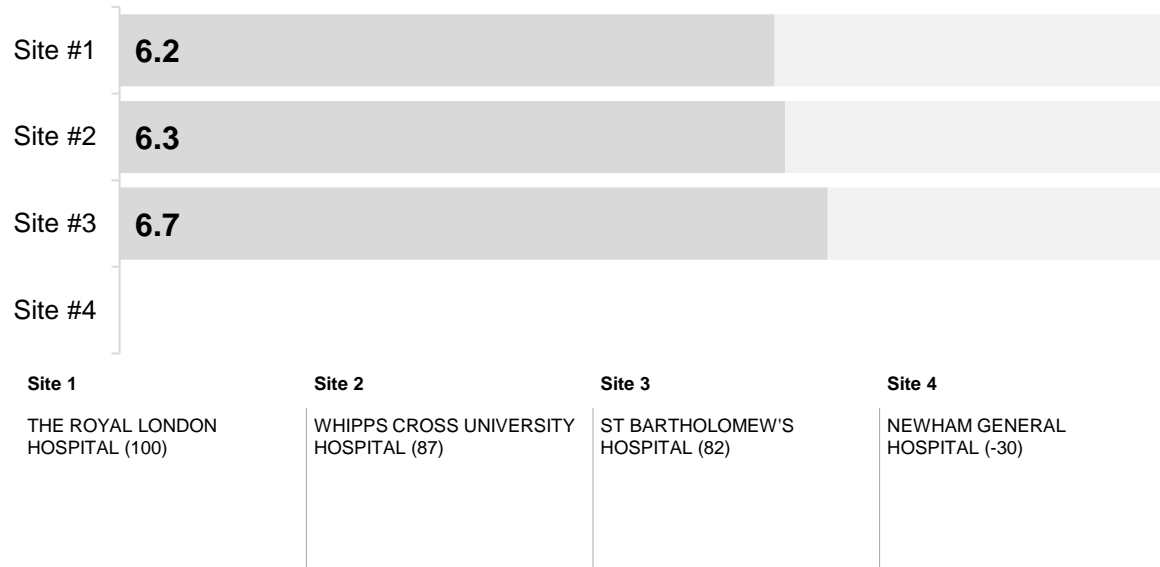 Site #1 6.2
Site #2 6.3
Site #3 6.7
Site #4
Site 1
THE ROYAL LONDON
HOSPITAL (100)
Site 2
WHIPPS CROSS UNIVERSITY
HOSPITAL (87)
Site 3
ST BARTHOLOMEW'S
HOSPITAL (82)
Site 4
NEWHAM GENERAL
HOSPITAL (-30)